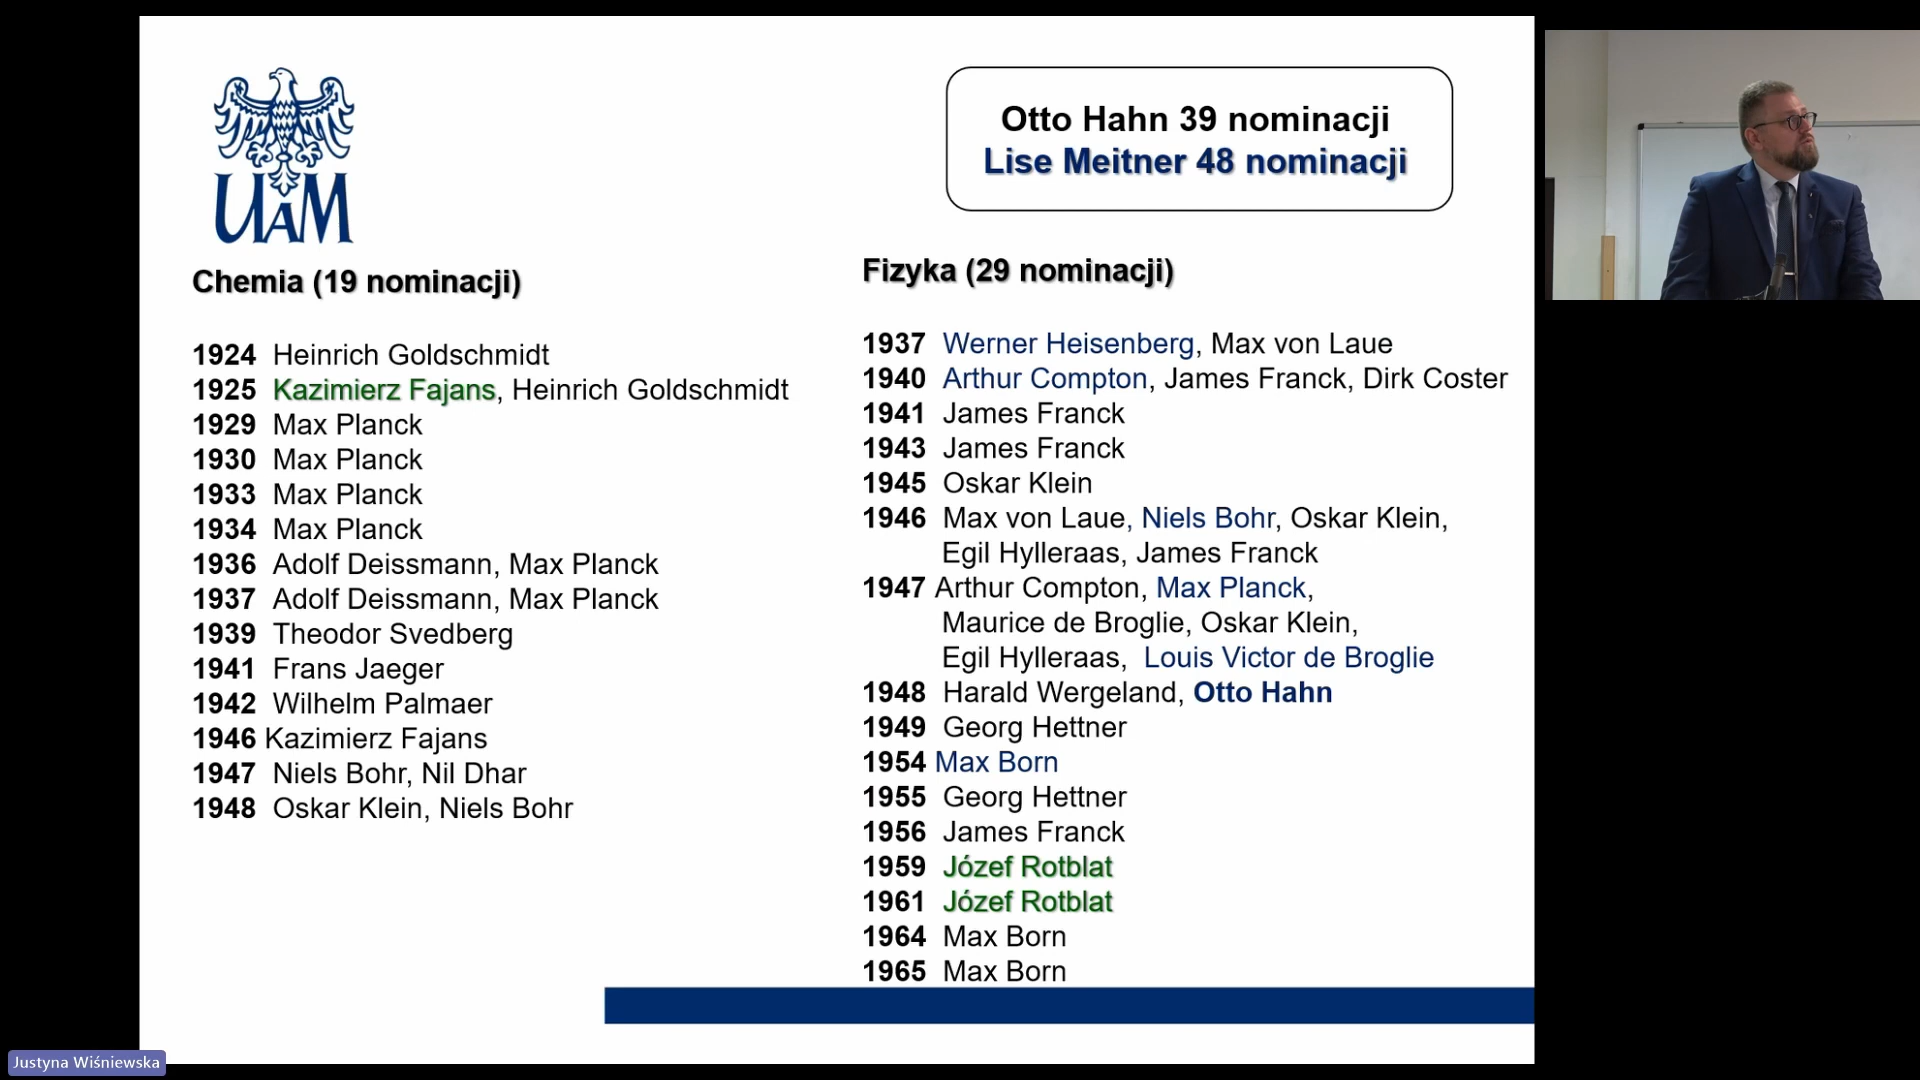 UAM
Otto Hahn 39 nominacji
Lise Meitner 48 nominacji
Chemia (19 nominacji)
1924 Heinrich Goldschmidt
1925 Kazimierz Fajans, Heinrich Goldschmidt
1929 Max Planck
1930 Max Planck
1933 Max Planck
1934 Max Planck
1936 Adolf Deissmann, Max Planck
1937 Adolf Deissmann, Max Planck
1939 Theodor Svedberg
1941 Frans Jaeger
1942 Wilhelm Palmaer
1946 Kazimierz Fajans
1947 Niels Bohr, Nil Dhar
1948 Oskar Klein, Niels Bohr
Fizyka (29 nominacji)
1937 Werner Heisenberg, Max von Laue
1940 Arthur Compton, James Franck, Dirk Coster
1941 James Franck
1943 James Franck
1945 Oskar Klein
1946 Max von Laue, Niels Bohr, Oskar Klein,
Egil Hylleraas, James Franck
1947 Arthur Compton, Max Planck,
Maurice de Broglie, Oskar Klein,
Egil Hylleraas, Louis Victor de Broglie
1948 Harald Wergeland, Otto Hahn
1949 Georg Hettner
1954 Max Born
1955 Georg Hettner
1956 James Franck
1959 Józef Rotblat
1961 Józef Rotblat
1964 Max Born
1965 Max Born
Justyna Wiśniewska